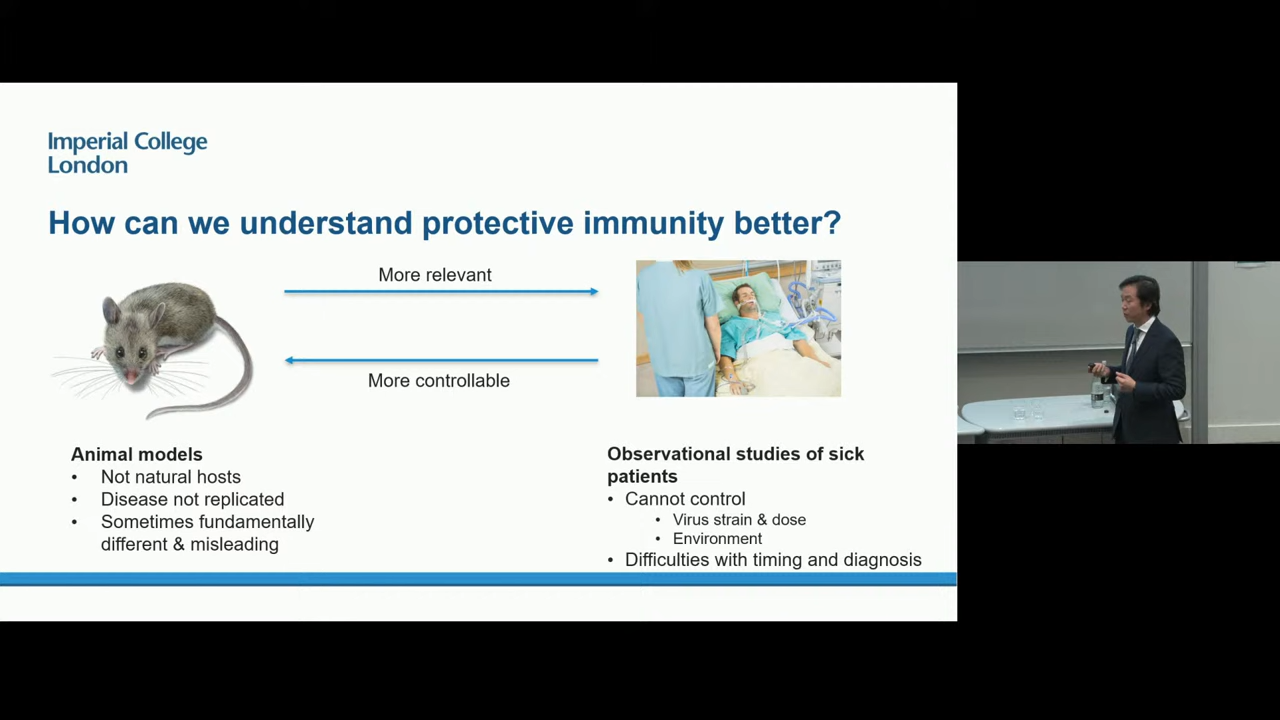 Imperial College
London
How can we understand protective immunity better?
More relevant
More controllable
Animal models
• Not natural hosts
• Disease not replicated
• Sometimes fundamentally
different & misleading
Observational studies of sick
patients
• Cannot control
• Virus strain & dose
• Environment
• Difficulties with timing and diagnosis